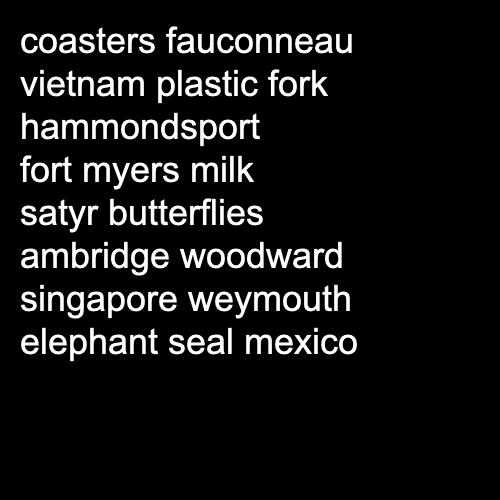 coasters fauconneau
vietnam plastic fork
hammondsport
fort myers milk
satyr butterflies
ambridge woodward
singapore weymouth
elephant seal mexico